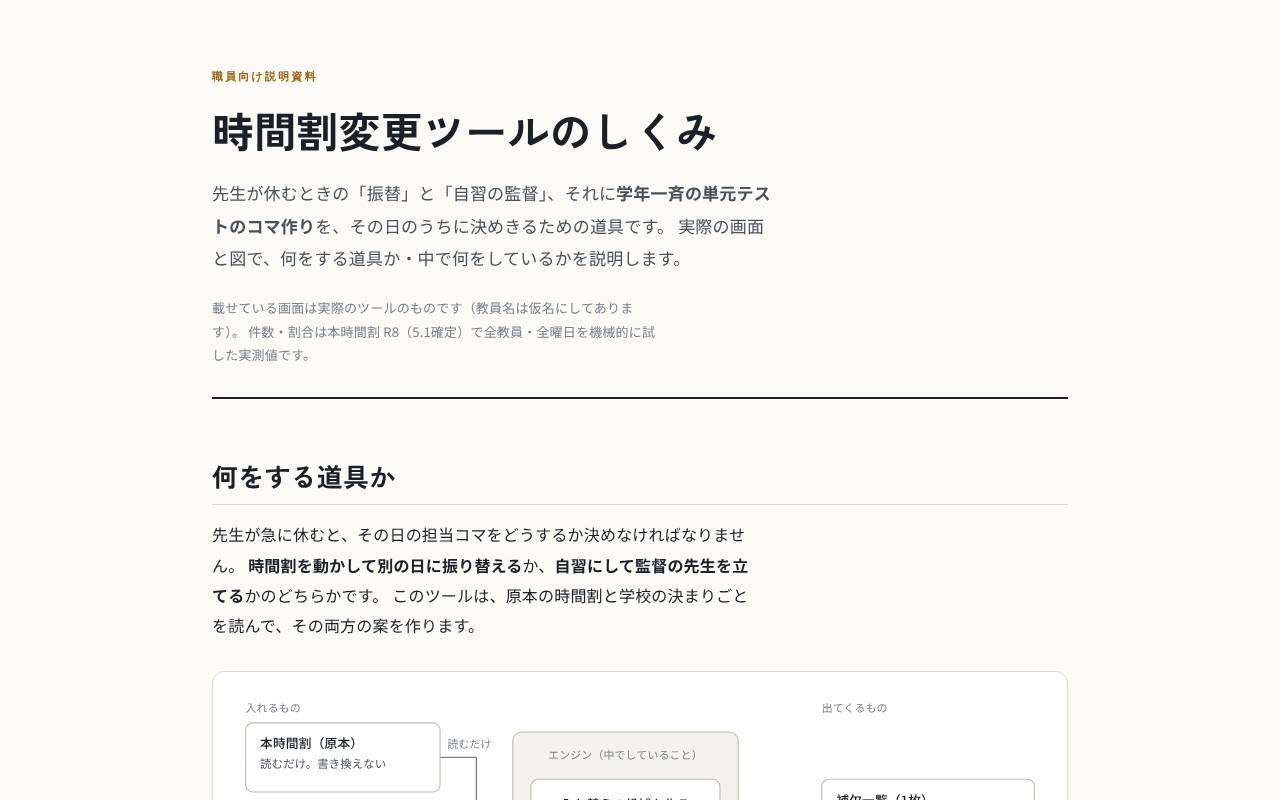 職員向け説明資料
時間割変更ツールのしくみ
先生が休むときの「振替」と「自習の監督」、それに学年一斉の単元テス
トのコマ作りを、その日のうちに決めきるための道具です。 実際の画面
と図で、何をする道具か・中で何をしているかを説明します。
載せている画面は実際のツールのものです（教員名は仮名にしてありま
す）。 件数・割合は本時間割 R8（5.1確定）で全教員・全曜日を機械的に試
した実測値です。
何をする道具か
先生が急に休むと、その日の担当コマをどうするか決めなければなりませ
ん。 時間割を動かして別の日に振り替えるか、自習にして監督の先生を立
てるかのどちらかです。 このツールは、原本の時間割と学校の決まりごと
を読んで、その両方の案を作ります。
入れるもの
出てくるもの
本時間割（原本）
読むだけ
読むだけ。書き換えない
エンジン（中でしていること）
補欠一覧（1枚）